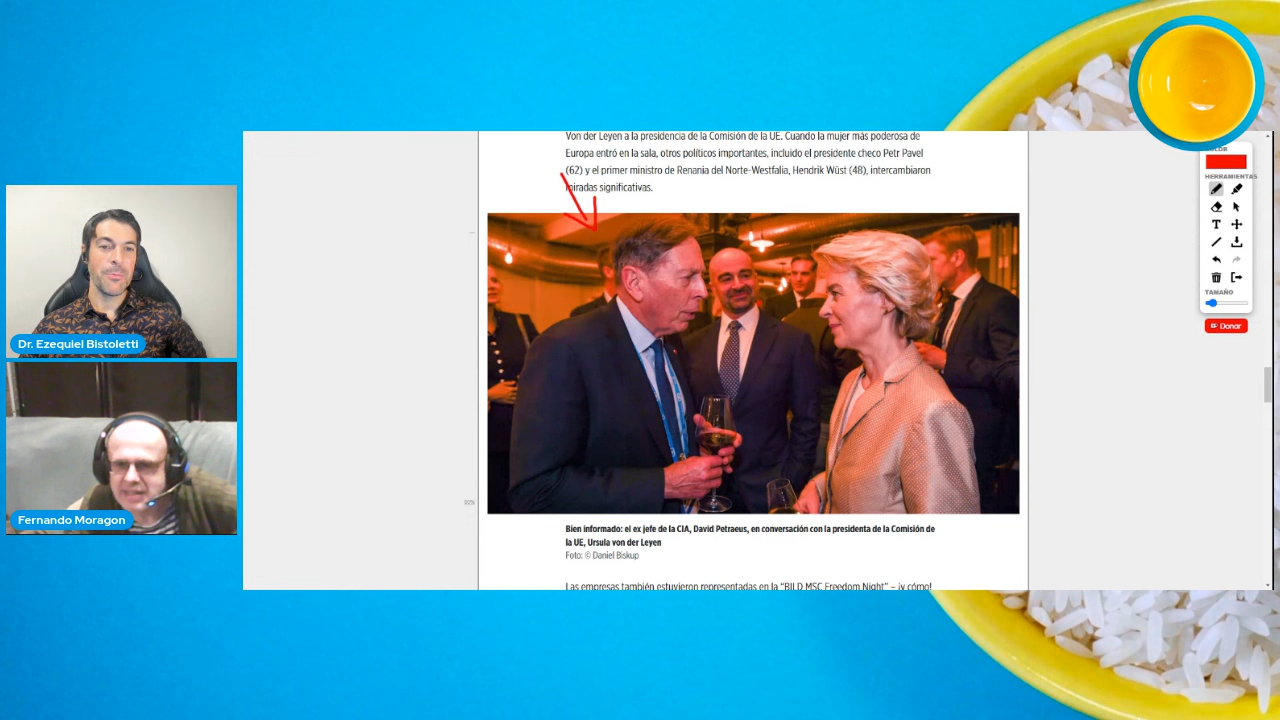 Von der Leyen a la presidencia de la Comisión de la UE. Cuando la mujer más poderosa de
Europa entró en la sala, otros políticos importantes, incluido el presidente checo Petr Pavel
(62) y el primer ministro de Renania del Norte-Westfalia, Hendrik Wüst (48), intercambiaron
miradas significativas.
HERRAMIENTAS
T
TAMAÑO
Donar
Dr. Ezequiel Bistoletti
Fernando Moragon
Bien informado: el ex jefe de la CIA, David Petraeus, en conversación con la presidenta de la Comisión de
la UE, Ursula von der Leyen
Foto: © Daniel Biskup
Las empresas también estuvieron representadas en la "BILD MSC Freedom Night" – ¡y cómo!